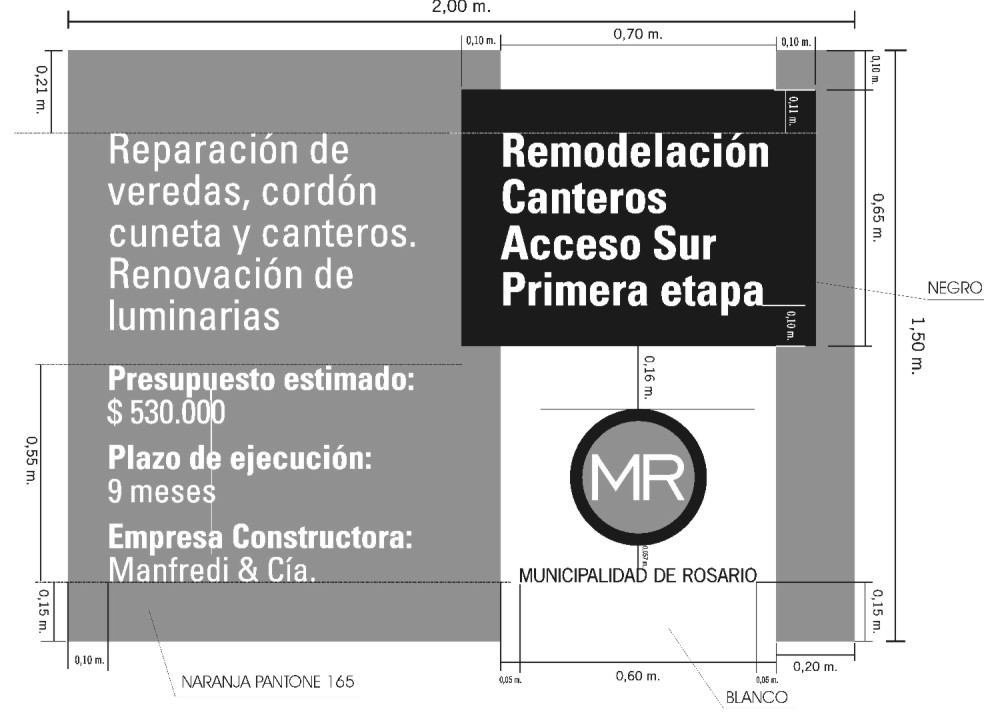 2,00 m.
0,10 m.
0,70 m.
0,10 m.
0,21 m.
0,10 m.
0,11 m.
Reparación de
veredas, cordón
cuneta y canteros.
Renovación de
luminarias
Remodelación
Canteros
Acceso Sur
Primera etapa
0,65 m.
NEGRO
0,10 m.
1,50 m.
0,16 m.
Presupuesto estimado:
$ 530.000
Plazo de ejecución:
9 meses
Empresa Constructora:
Manfredi & Cía.
0,55 m.
MR
MUNICIPALIDAD DE ROSARIO
0,15 m.
0,15 m.
0,10 m.
0,05 m.
0,60 m.
0,05 m.
0,20 m.
NARANJA PANTONE 165
BLANCO